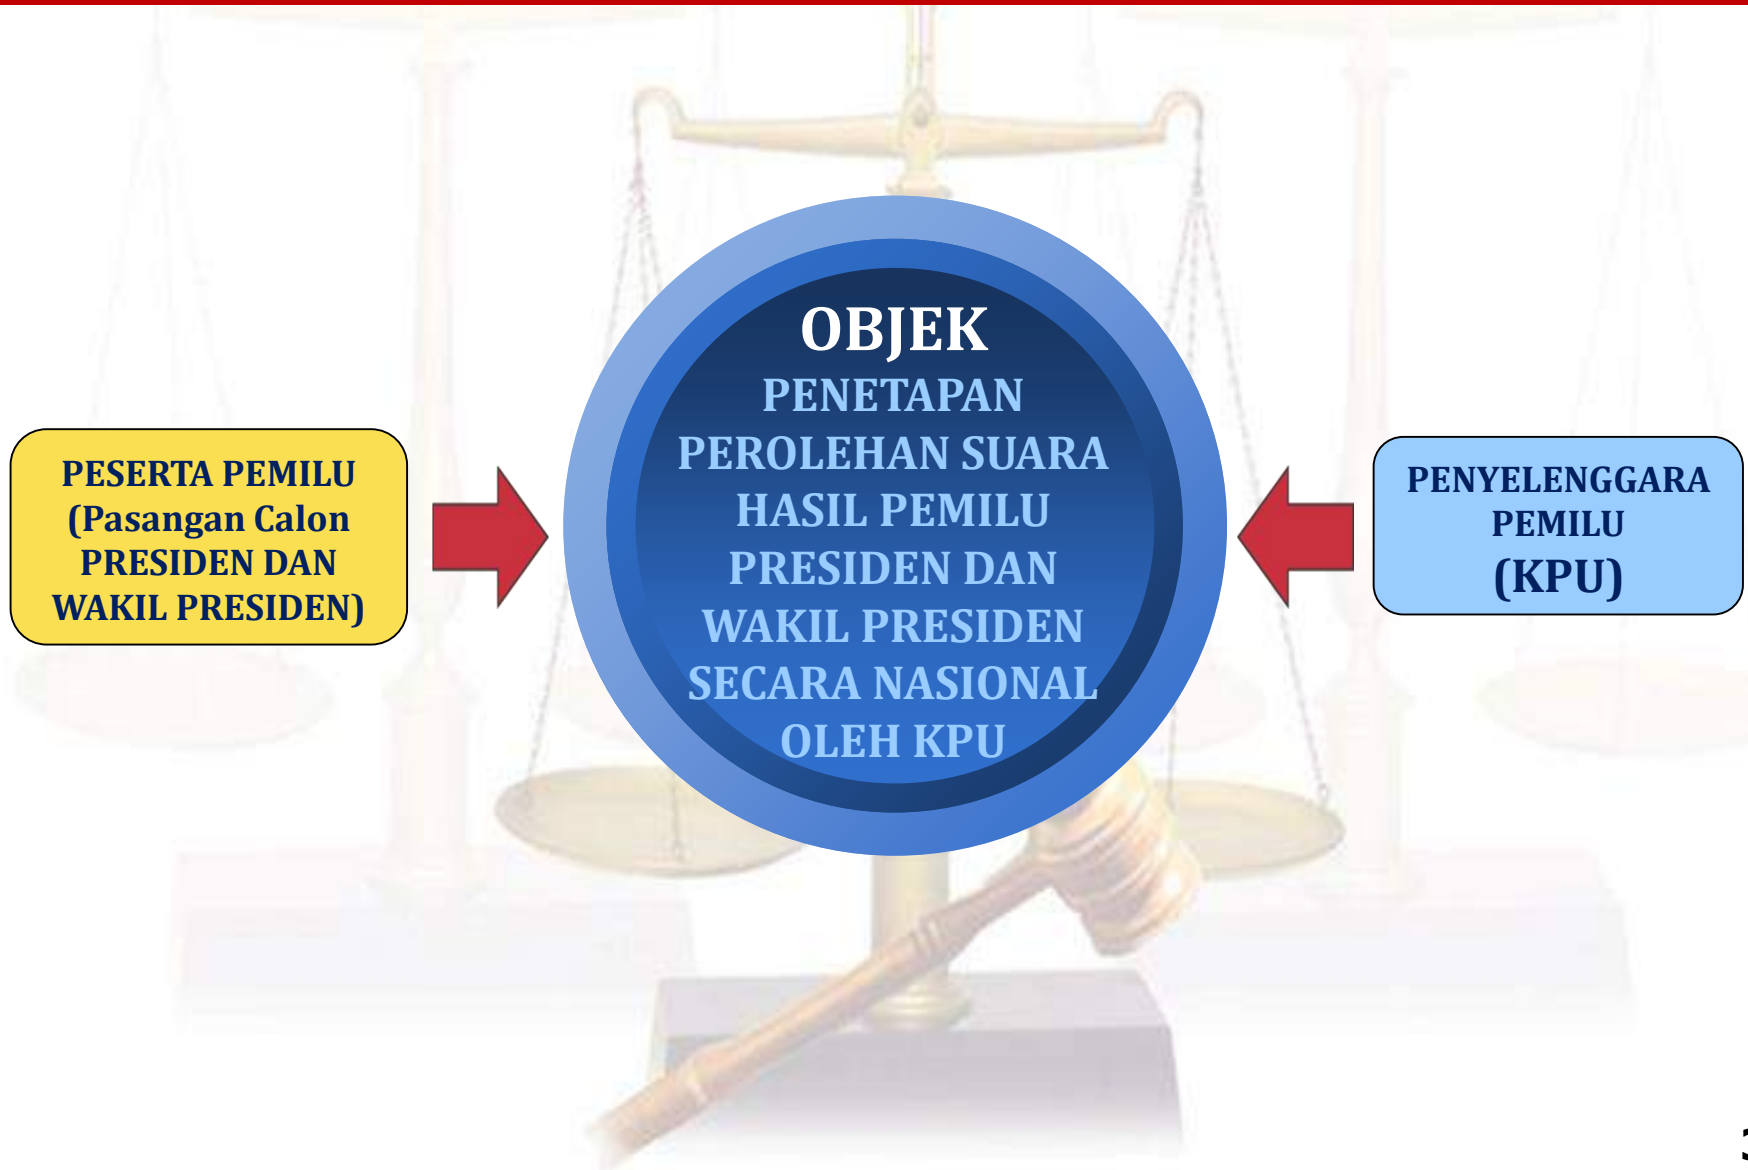 PESERTA PEMILU
(Pasangan Calon
PRESIDEN DAN
WAKIL PRESIDEN)
OBJEK
PENETAPAN
PEROLEHAN SUARA
HASIL PEMILU
PRESIDEN DAN
WAKIL PRESIDEN
SECARA NASIONAL
OLEH KPU
PENYELENGGARA
PEMILU
(KPU)